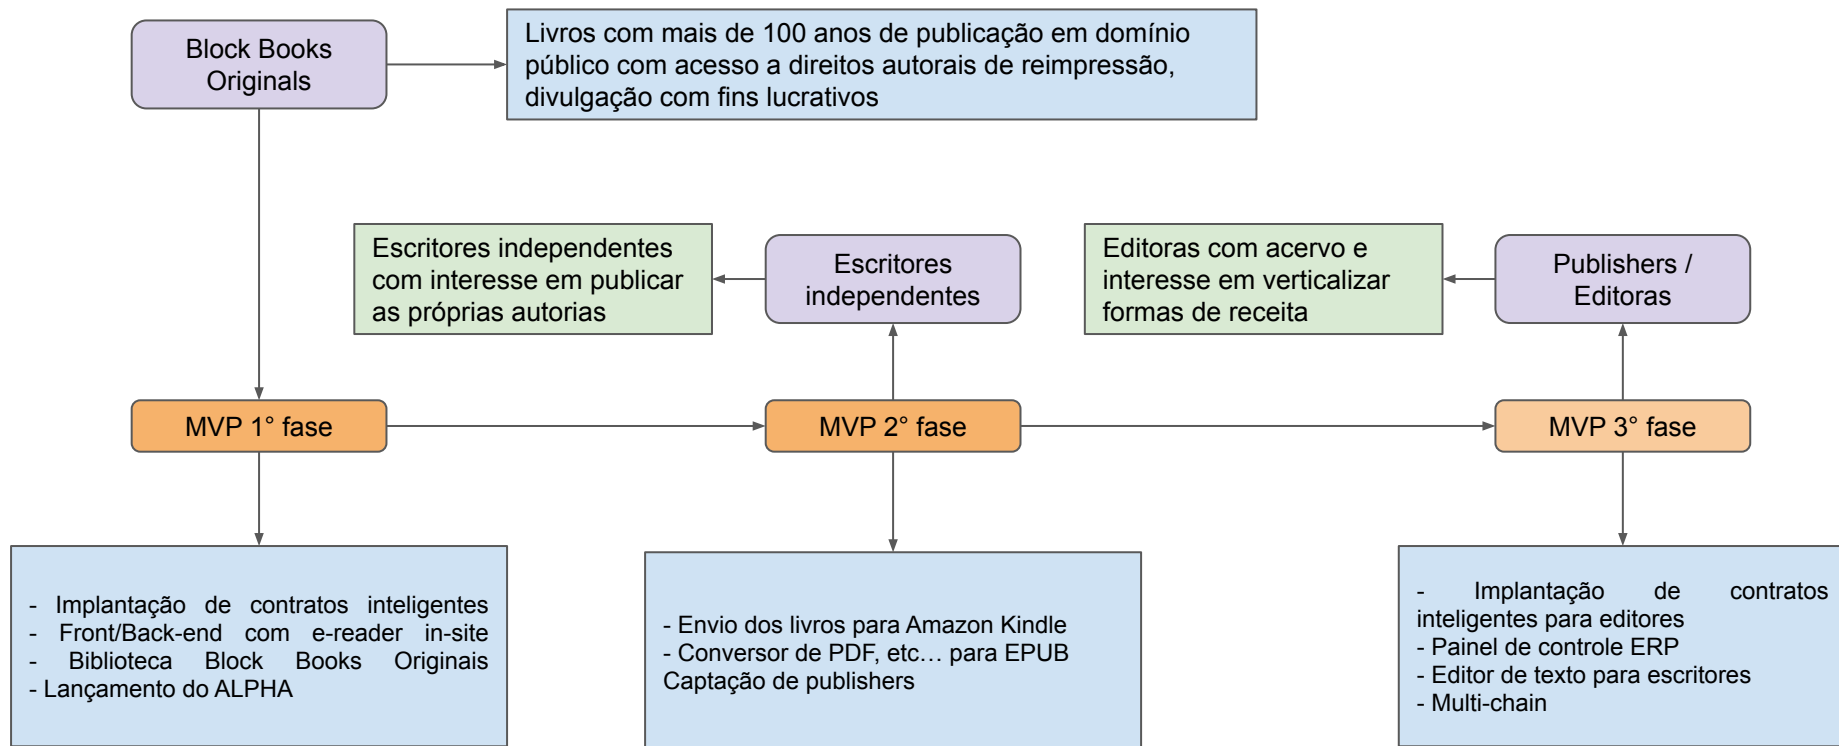 Block Books
Originals
Livros com mais de 100 anos de publicação em domínio
público com acesso a direitos autorais de reimpressão,
divulgação com fins lucrativos
Escritores independentes
com interesse em publicar
as próprias autorias
Escritores
independentes
Editoras com acervo e
interesse em verticalizar
formas de receita
Publishers /
Editoras
MVP 1° fase
MVP 2° fase
MVP 3° fase
- Implantação de contratos inteligentes
- Front/Back-end com e-reader in-site
- Biblioteca Block Books Originais
- Lançamento do ALPHA
- Envio dos livros para Amazon Kindle
- Conversor de PDF, etc… para EPUB
Captação de publishers
- Implantação de contratos
inteligentes para editores
- Painel de controle ERP
- Editor de texto para escritores
- Multi-chain